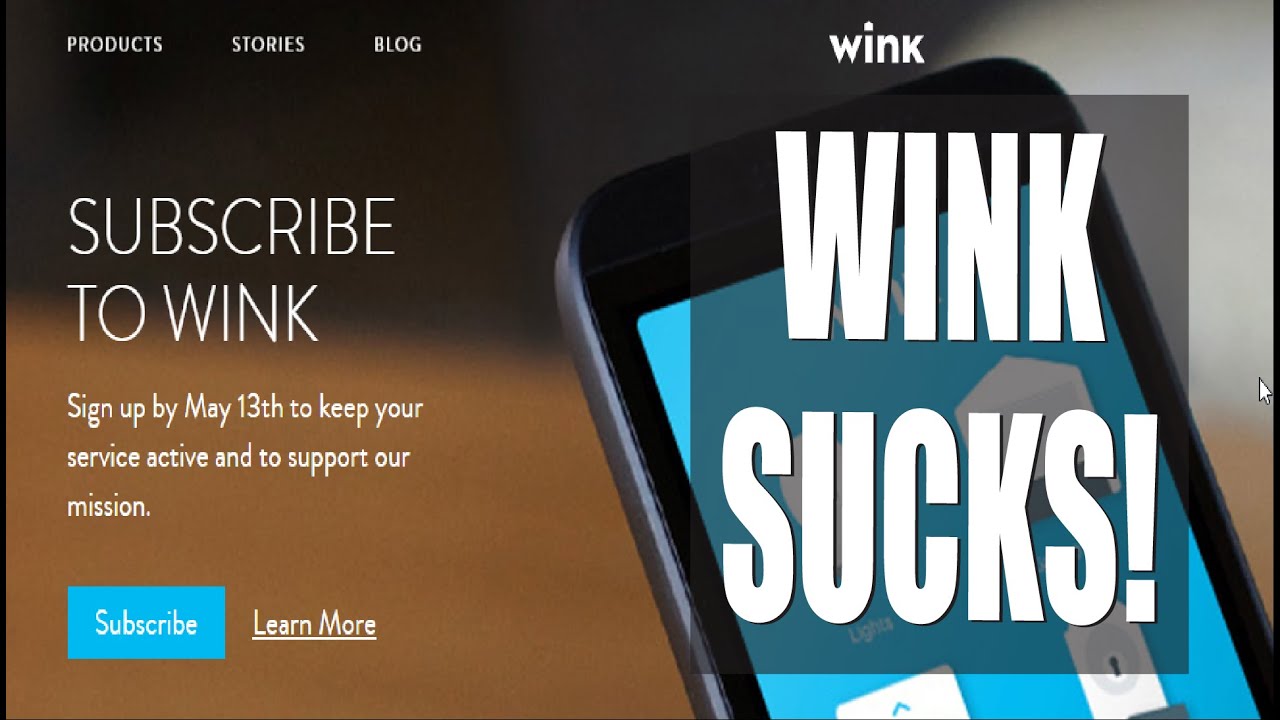 PRODUCTS STORIES BLOG
wink
SUBSCRIBE
TO WINK
Sign up by May 13th to keep your
service active and to support our
mission.
Subscribe Learn More
WINK
SUCKS!
Lights